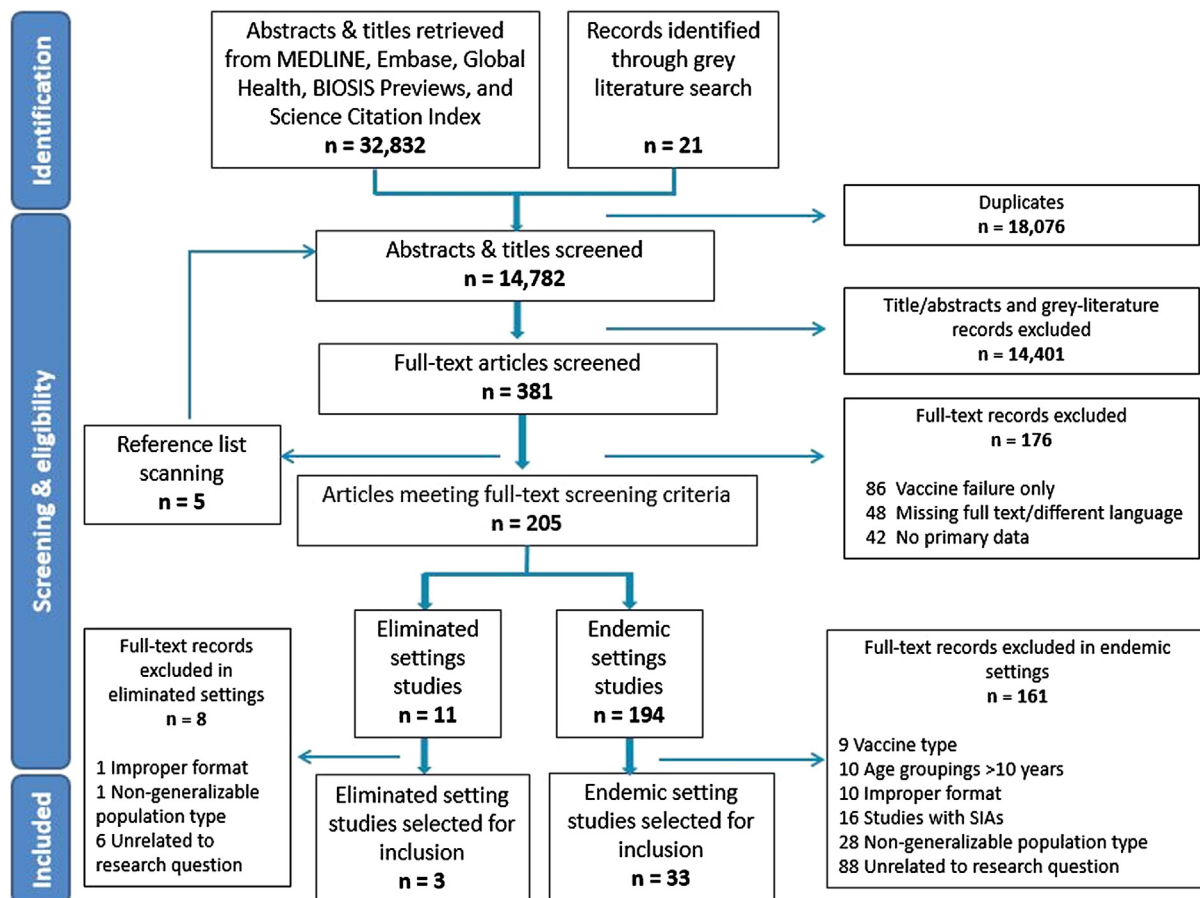 Identification
Abstracts & titles retrieved
from MEDLINE, Embase, Global
Health, BIOSIS Previews, and
Science Citation Index
n = 32,832
Records identified
through grey
literature search
n = 21
Duplicates
n = 18,076
Screening & eligibility
Abstracts & titles screened
n = 14,782
Title/abstracts and grey-literature
records excluded
n = 14,401
Full-text articles screened
n = 381
Full-text records excluded
n = 176
86 Vaccine failure only
48 Missing full text/different language
42 No primary data
Reference list
scanning
n = 5
Articles meeting full-text screening criteria
n = 205
Eliminated
settings
studies
n = 11
Endemic
settings
studies
n = 194
Full-text records
excluded in
eliminated settings
n = 8
1 Improper format
1 Non-generalizable
population type
6 Unrelated to
research question
Full-text records excluded in endemic
settings
n = 161
9 Vaccine type
10 Age groupings >10 years
10 Improper format
16 Studies with SIAs
28 Non-generalizable population type
88 Unrelated to research question
Included
Eliminated setting
studies selected for
inclusion
n = 3
Endemic setting
studies selected for
inclusion
n = 33